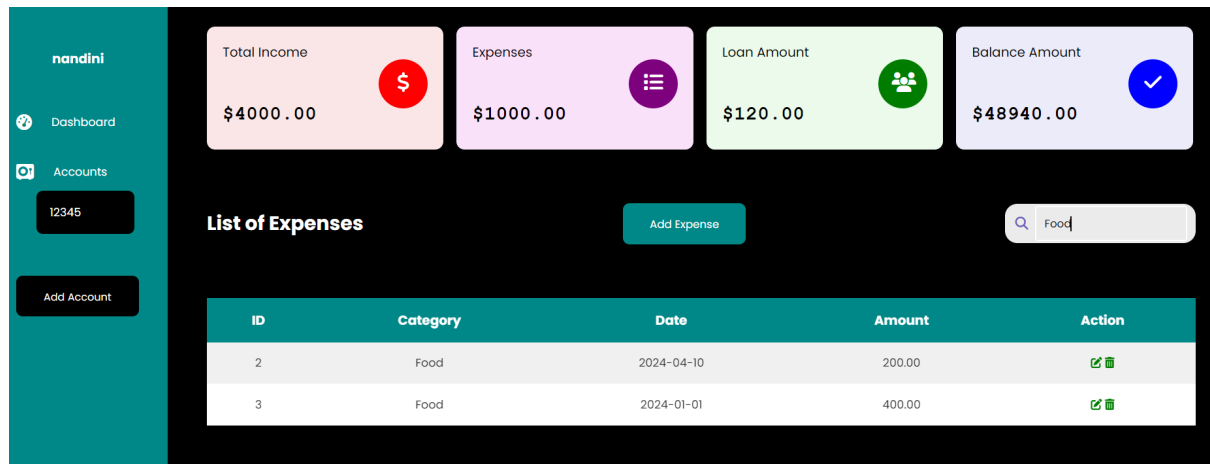 nandini
Dashboard
Accounts
12345
Add Account
Total Income
$4000.00
Expenses
$1000.00
Loan Amount
$120.00
Balance Amount
$48940.00
List of Expenses
Add Expense
Food
ID Category Date Amount Action
2 Food 2024-04-10 200.00
3 Food 2024-01-01 400.00